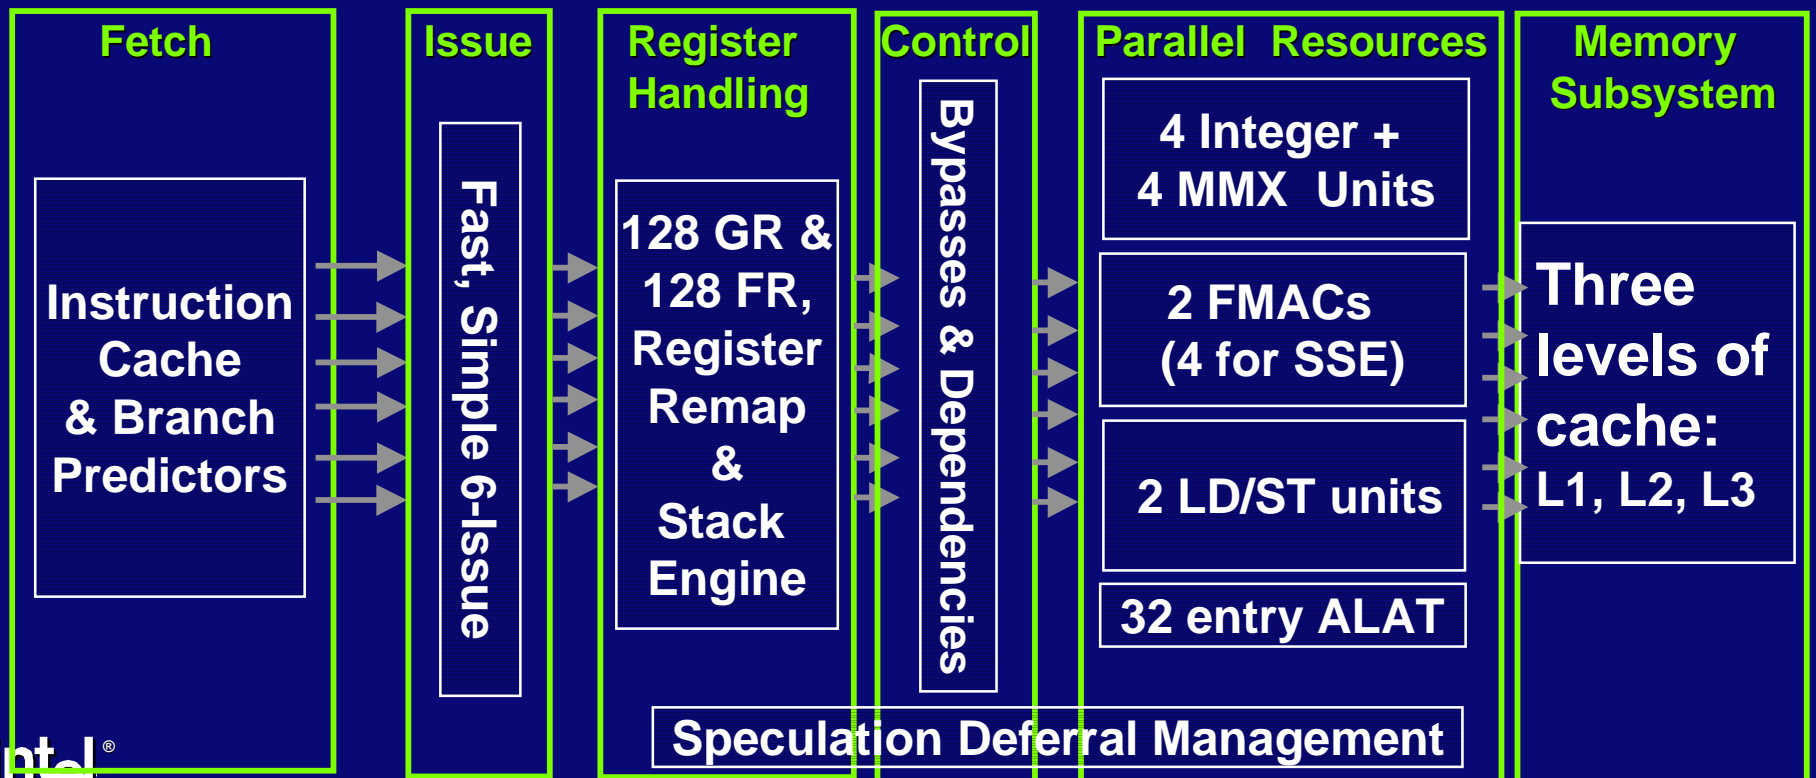 Fetch
Instruction
Cache
& Branch
Predictors
Issue
Fast, Simple 6-Issue
Register
Handling
128 GR &
128 FR,
Register
Remap
&
Stack
Engine
Control
Bypasses & Dependencies
Parallel Resources
4 Integer +
4 MMX Units
2 FMACs
(4 for SSE)
2 LD/ST units
32 entry ALAT
Memory
Subsystem
Three
levels of
cache:
L1, L2, L3
Speculation Deferral Management
intel®